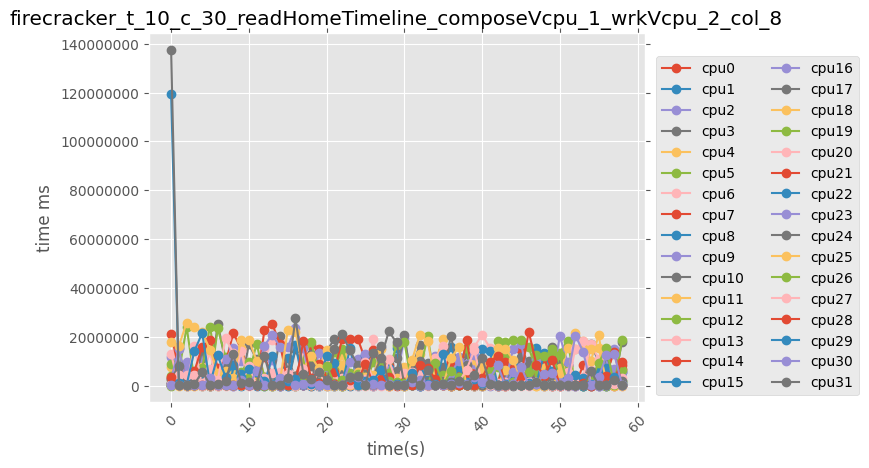 firecracker_t_10_c_30_readHomeTimeline_composeVcpu_1_wrkVcpu_2_col_8
140000000
120000000
100000000
80000000
60000000
40000000
20000000
0
time ms
0
10
20
30
40
50
60
time(s)
cpu0
cpu1
cpu2
cpu3
cpu4
cpu5
cpu6
cpu7
cpu8
cpu9
cpu10
cpu11
cpu12
cpu13
cpu14
cpu15
cpu16
cpu17
cpu18
cpu19
cpu20
cpu21
cpu22
cpu23
cpu24
cpu25
cpu26
cpu27
cpu28
cpu29
cpu30
cpu31